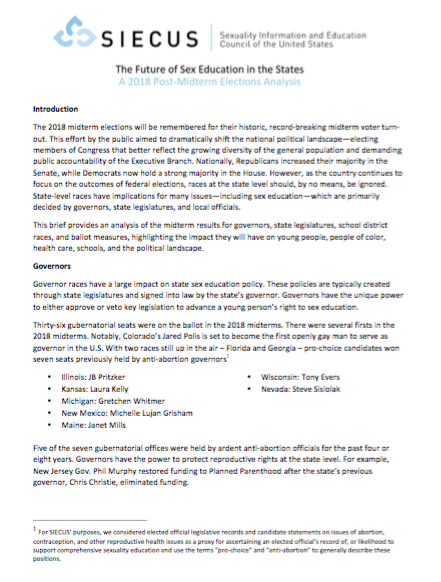 SIECUS
Sexuality Information and Education
Council of the United States
The Future of Sex Education in the States
A 2018 Post-Midterm Elections Analysis
Introduction
The 2018 midterm elections will be remembered for their historic, record-breaking midterm voter turn-
out. This effort by the public aimed to dramatically shift the national political landscape—electing
members of Congress that better reflect the growing diversity of the general population and demanding
public accountability of the Executive Branch. Nationally, Republicans increased their majority in the
Senate, while Democrats now hold a strong majority in the House. However, as the country continues to
focus on the outcomes of federal elections, races at the state level should, by no means, be ignored.
State-level races have implications for many issues—including sex education—which are primarily
decided by governors, state legislatures, and local officials.
This brief provides an analysis of the midterm results for governors, state legislatures, school district
races, and ballot measures, highlighting the impact they will have on young people, people of color,
health care, schools, and the political landscape.
Governors
Governor races have a large impact on state sex education policy. These policies are typically created
through state legislatures and signed into law by the state's governor. Governors have the unique power
to either approve or veto key legislation to advance a young person's right to sex education.
Thirty-six gubernatorial seats were on the ballot in the 2018 midterms. There were several firsts in the
2018 midterms. Notably, Colorado's Jared Polls is set to become the first openly gay man to serve as
governor in the U.S. With two races still up in the air – Florida and Georgia – pro-choice candidates won
seven seats previously held by anti-abortion governors¹
• Illinois: JB Pritzker
• Kansas: Laura Kelly
• Michigan: Gretchen Whitmer
• New Mexico: Michelle Lujan Grisham
• Maine: Janet Mills
• Wisconsin: Tony Evers
• Nevada: Steve Sisolak
Five of the seven gubernatorial offices were held by ardent anti-abortion officials for the past four or
eight years. Governors have the power to protect reproductive rights at the state level. For example,
New Jersey Gov. Phil Murphy restored funding to Planned Parenthood after the state's previous
governor, Chris Christie, eliminated funding.
¹ For SIECUS' purposes, we considered elected official legislative records and candidate statements on issues of abortion,
contraception, and other reproductive health issues as a proxy for ascertaining an elected official's record of, or likelihood to
support comprehensive sexuality education and use the terms "pro-choice" and "anti-abortion" to generally describe these
positions.